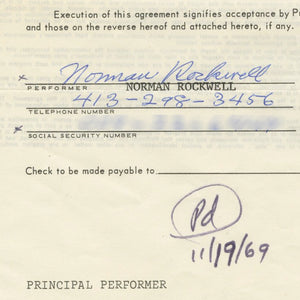 Execution of this agreement signifies acceptance by P
and those on the reverse hereof and attached hereto, if any.
x Norman Rockwell
PERFORMER NORMAN ROCKWELL
413-298-3456
TELEPHONE NUMBER
x
SOCIAL SECURITY NUMBER
Check to be made payable to
Pd
11/19/69
PRINCIPAL PERFORMER